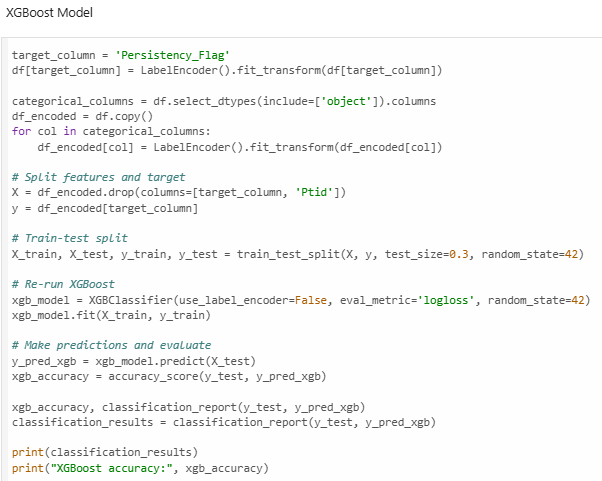 XGBoost Model
target_column = 'Persistency_Flag'
df[target_column] = LabelEncoder().fit_transform(df[target_column])
categorical_columns = df.select_dtypes(include=['object']).columns
df_encoded = df.copy()
for col in categorical_columns:
    df_encoded[col] = LabelEncoder().fit_transform(df_encoded[col])
# Split features and target
X = df_encoded.drop(columns=[target_column, 'Ptid'])
y = df_encoded[target_column]
# Train-test split
X_train, X_test, y_train, y_test = train_test_split(X, y, test_size=0.3, random_state=42)
# Re-run XGBoost
xgb_model = XGBClassifier(use_label_encoder=False, eval_metric='logloss', random_state=42)
xgb_model.fit(X_train, y_train)
# Make predictions and evaluate
y_pred_xgb = xgb_model.predict(X_test)
xgb_accuracy = accuracy_score(y_test, y_pred_xgb)
xgb_accuracy, classification_report(y_test, y_pred_xgb)
classification_results = classification_report(y_test, y_pred_xgb)
print(classification_results)
print("XGBoost accuracy:", xgb_accuracy)